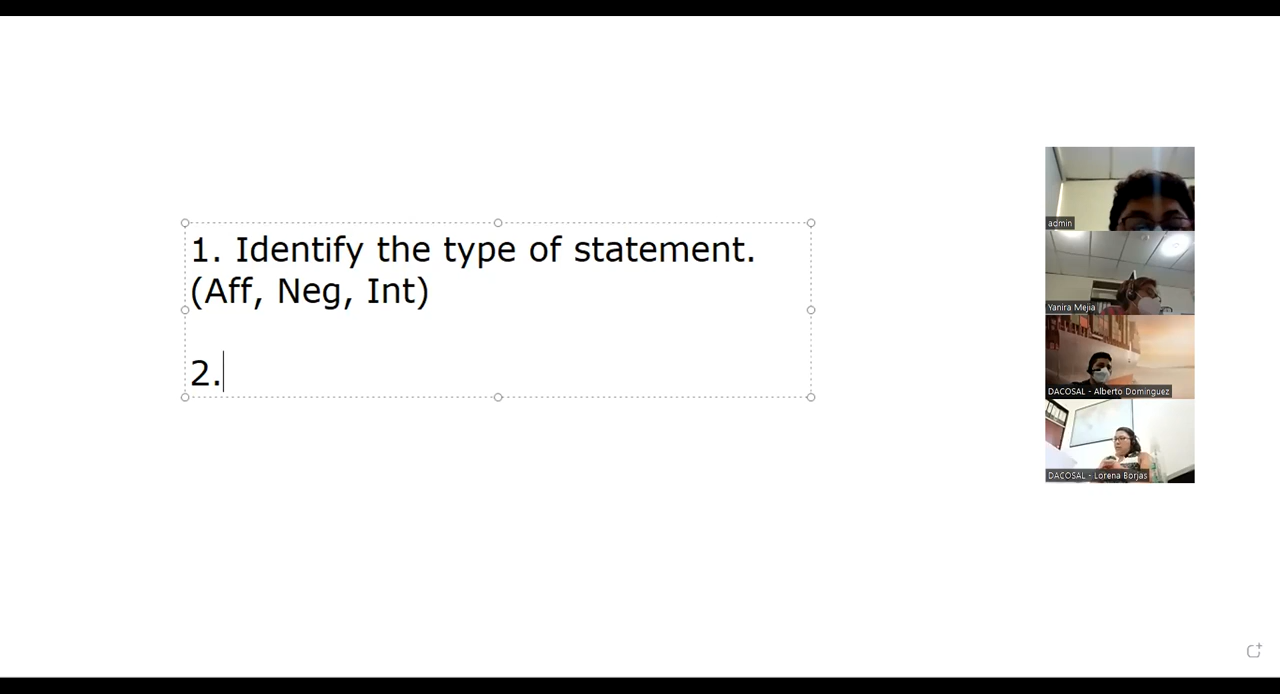 1. Identify the type of statement.
(Aff, Neg, Int)
2.
admin
Yanira Mejia
DACOSAL - Alberto Dominguez
DACOSAL - Lorena Borjas